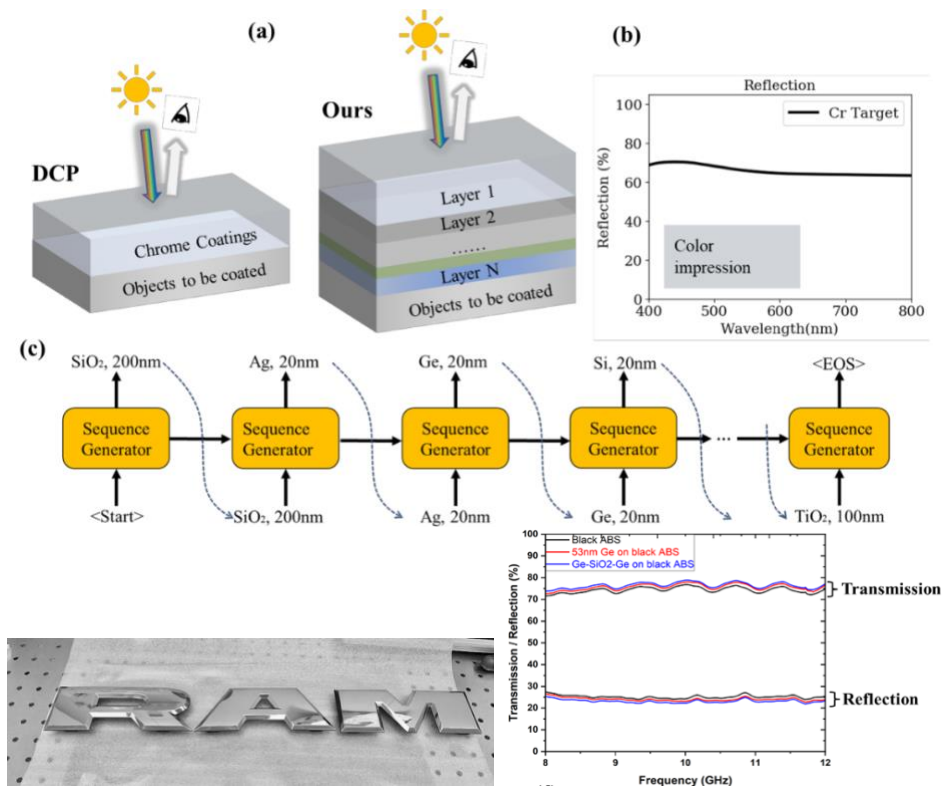 (a)
DCP
Chrome Coatings
Objects to be coated
Ours
Layer 1
Layer 2
......
Layer N
Objects to be coated
(b)
Reflection
Cr Target
Reflection (%)
100
80
60
40
20
0
Color
impression
400 500 600 700 800
Wavelength(nm)
(c)
SiO₂, 200nm Ag, 20nm Ge, 20nm Si, 20nm <EOS>
Sequence Generator
Sequence Generator
Sequence Generator
Sequence Generator
...
Sequence Generator
<Start> SiO₂, 200nm Ag, 20nm Ge, 20nm TiO₂, 100nm
RAM
Transmission / Reflection (%)
100
90
80
70
60
50
40
30
20
10
0
Black ABS
53nm Ge on black ABS
Ge-SiO2-Ge on black ABS
Transmission
Reflection
8 9 10 11 12
Frequency (GHz)